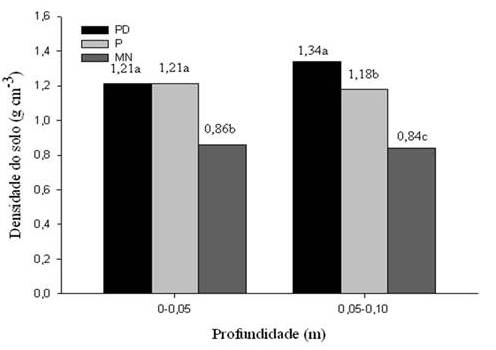 1,6
1,4
1,2
1,0
0,8
0,6
0,4
0,2
0,0
Densidade do solo (g cm-3)
PD
P
MN
1,21a
1,21a
0,86b
1,34a
1,18b
0,84c
0-0,05
0,05-0,10
Profundidade (m)